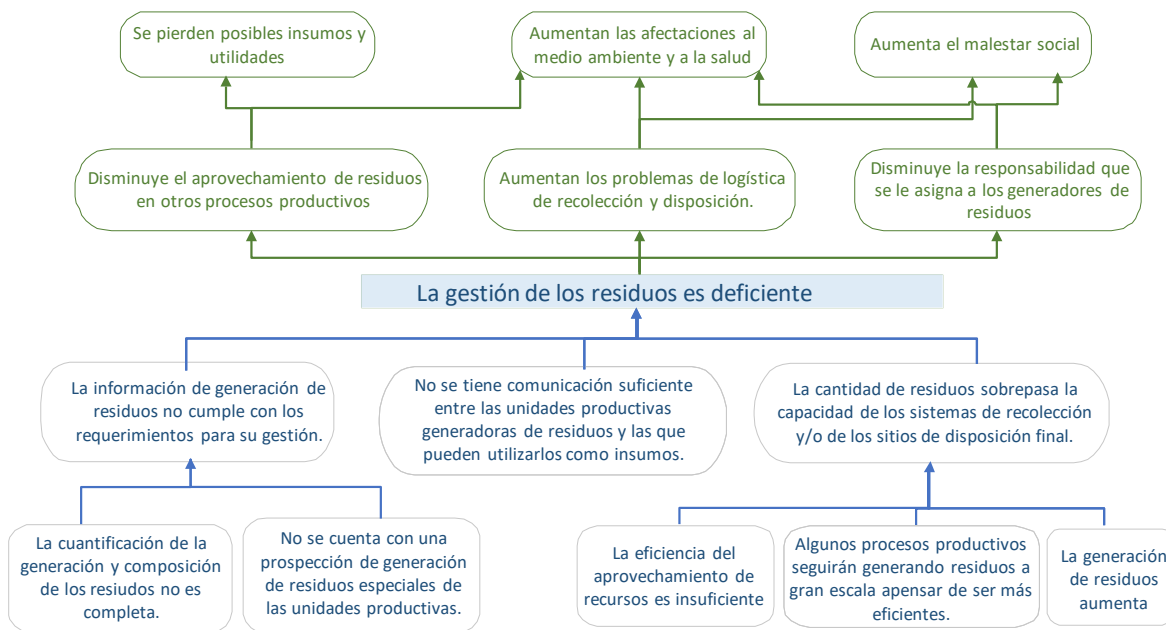 Se pierden posibles insumos y
utilidades
Aumentan las afectaciones al
medio ambiente y a la salud
Aumenta el malestar social
Disminuye el aprovechamiento de residuos
en otros procesos productivos
Aumentan los problemas de logística
de recolección y disposición.
Disminuye la responsabilidad que
se le asigna a los generadores de
residuos
La gestión de los residuos es deficiente
La información de generación de
residuos no cumple con los
requerimientos para su gestión.
No se tiene comunicación suficiente
entre las unidades productivas
generadoras de residuos y las que
pueden utilizarlos como insumos.
La cantidad de residuos sobrepasa la
capacidad de los sistemas de recolección
y/o de los sitios de disposición final.
La cuantificación de la
generación y composición
de los resiudos no es
completa.
No se cuenta con una
prospección de generación
de residuos especiales de
las unidades productivas.
La eficiencia del
aprovechamiento de
recursos es insuficiente
Algunos procesos productivos
seguirán generando residuos a
gran escala apensar de ser más
eficientes.
La generación
de residuos
aumenta